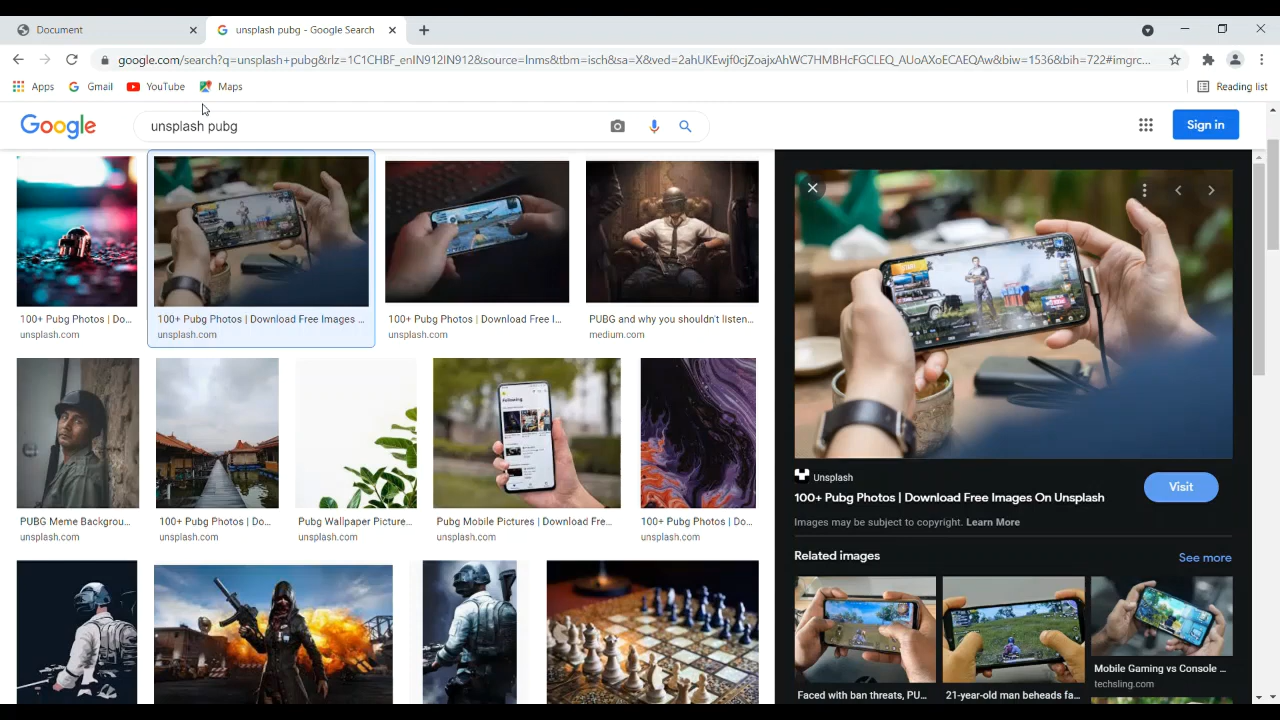 Document
unsplash pubg - Google Search
google.com/search?q=unsplash+pubg&rlz=1C1CHBF_enIN912IN912&source=lnms&tbm=isch&sa=X&ved=2ahUKEwjf0cjZoajxAhWC7HMBHcFGCLEQ_AUoAXoECAEQAw&biw=1536&bih=722#imgrc...
Apps
Gmail
YouTube
Maps
Reading list
Google
unsplash pubg
Sign in
100+ Pubg Photos | Do...
unsplash.com
100+ Pubg Photos | Download Free Images...
unsplash.com
100+ Pubg Photos | Download Free I...
unsplash.com
PUBG and why you shouldn't listen...
medium.com
PUBG Meme Backgrou...
unsplash.com
100+ Pubg Photos | Do...
unsplash.com
Pubg Wallpaper Picture...
unsplash.com
Following
Pubg Mobile Pictures | Download Fre...
unsplash.com
100+ Pubg Photos | Do...
unsplash.com
Unsplash
100+ Pubg Photos | Download Free Images On Unsplash
Visit
Images may be subject to copyright. Learn More
Related images
See more
Faced with ban threats, PU...
21-year-old man beheads fa...
Mobile Gaming vs Console ...
techsling.com